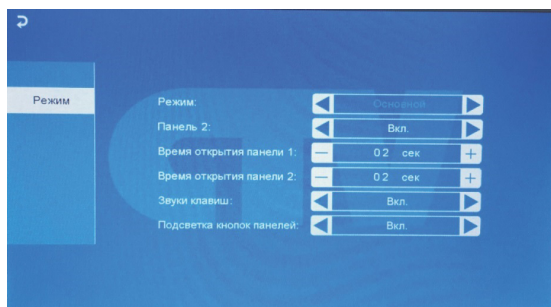 Режим
Режим: Основной
Панель 2: Вкл.
Время открытия панели 1: — 02 сек +
Время открытия панели 2: — 02 сек +
Звуки клавиш: Вкл.
Подсветка кнопок панелей: Вкл.